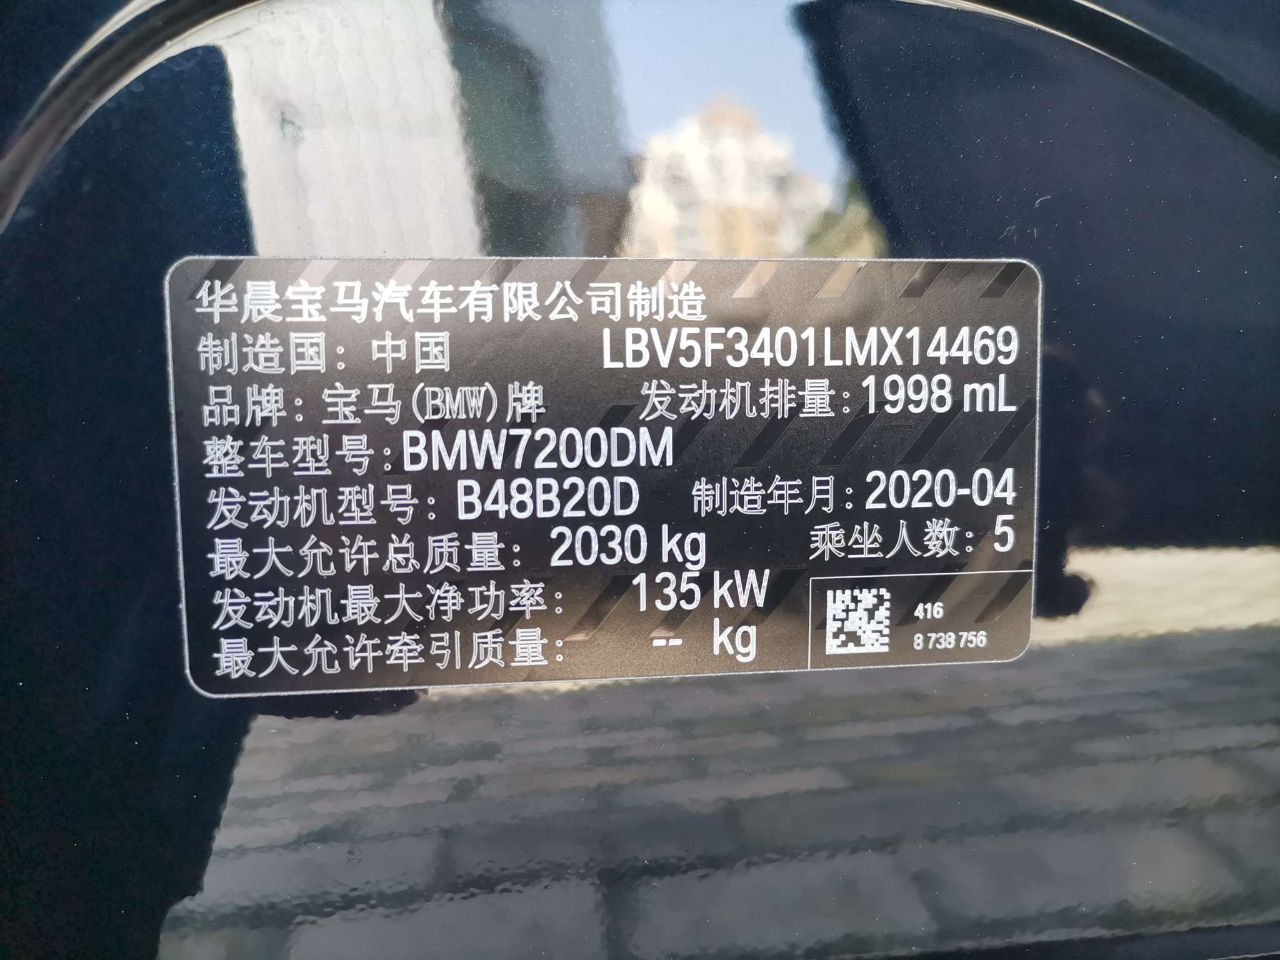 华晨宝马汽车有限公司制造
制造国：中国 LBV5F3401LMX14469
品牌：宝马(BMW)牌 发动机排量：1998 mL
整车型号：BMW7200DM
发动机型号：B48B20D 制造年月：2020-04
最大允许总质量：2030 kg 乘坐人数：5
发动机最大净功率：135 kW
最大允许牵引质量：-- kg
416
8 738 756